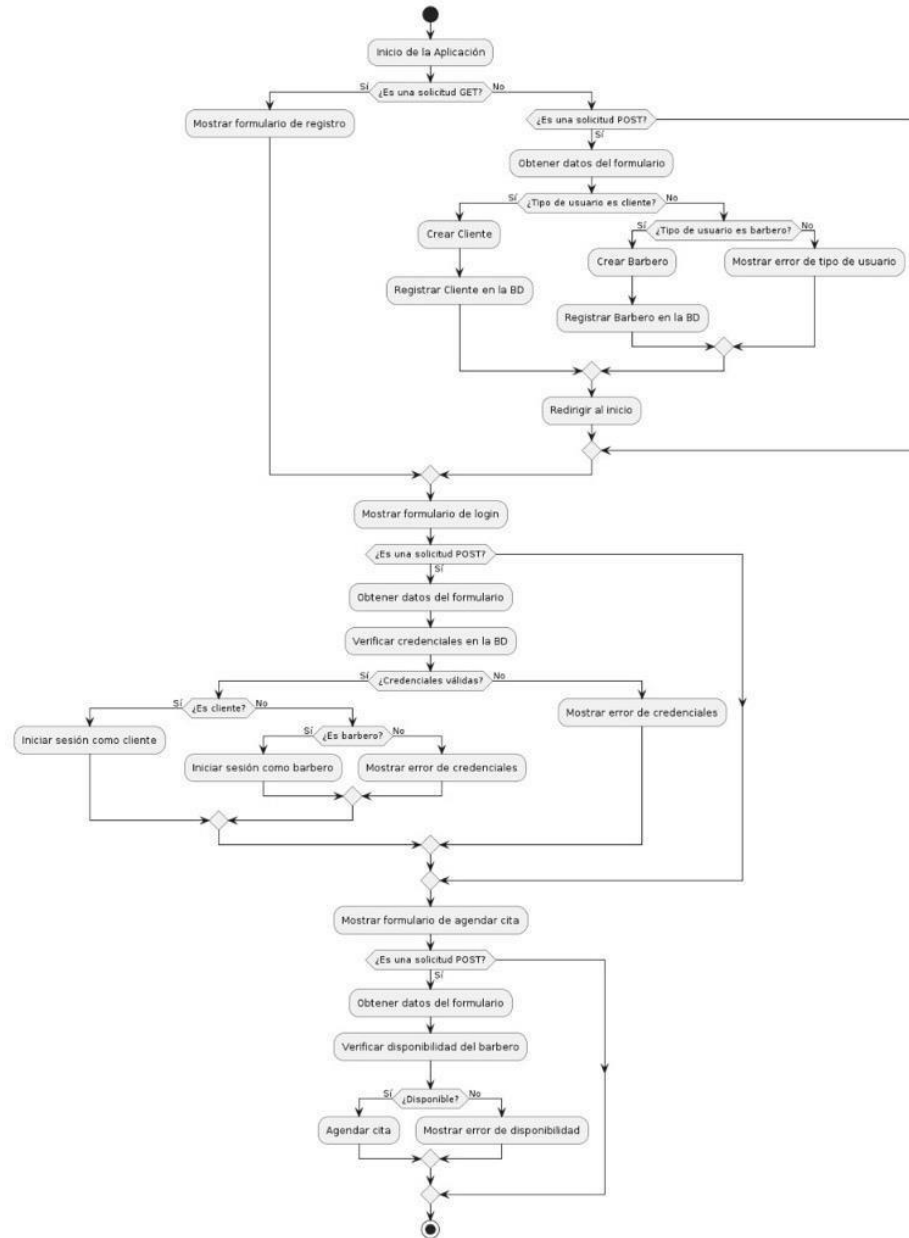 Inicio de la Aplicación
Sí
¿Es una solicitud GET?
No
Mostrar formulario de registro
¿Es una solicitud POST?
Sí
Obtener datos del formulario
Sí
¿Tipo de usuario es cliente?
No
Crear Cliente
Sí
¿Tipo de usuario es barbero?
No
Crear Barbero
Mostrar error de tipo de usuario
Registrar Cliente en la BD
Registrar Barbero en la BD
Redirigir al inicio
Mostrar formulario de login
¿Es una solicitud POST?
Sí
Obtener datos del formulario
Verificar credenciales en la BD
Sí
¿Credenciales válidas?
No
Sí
¿Es cliente?
No
Mostrar error de credenciales
Iniciar sesión como cliente
Sí
¿Es barbero?
No
Iniciar sesión como barbero
Mostrar error de credenciales
Mostrar formulario de agendar cita
¿Es una solicitud POST?
Sí
Obtener datos del formulario
Verificar disponibilidad del barbero
Sí
¿Disponible?
No
Agendar cita
Mostrar error de disponibilidad